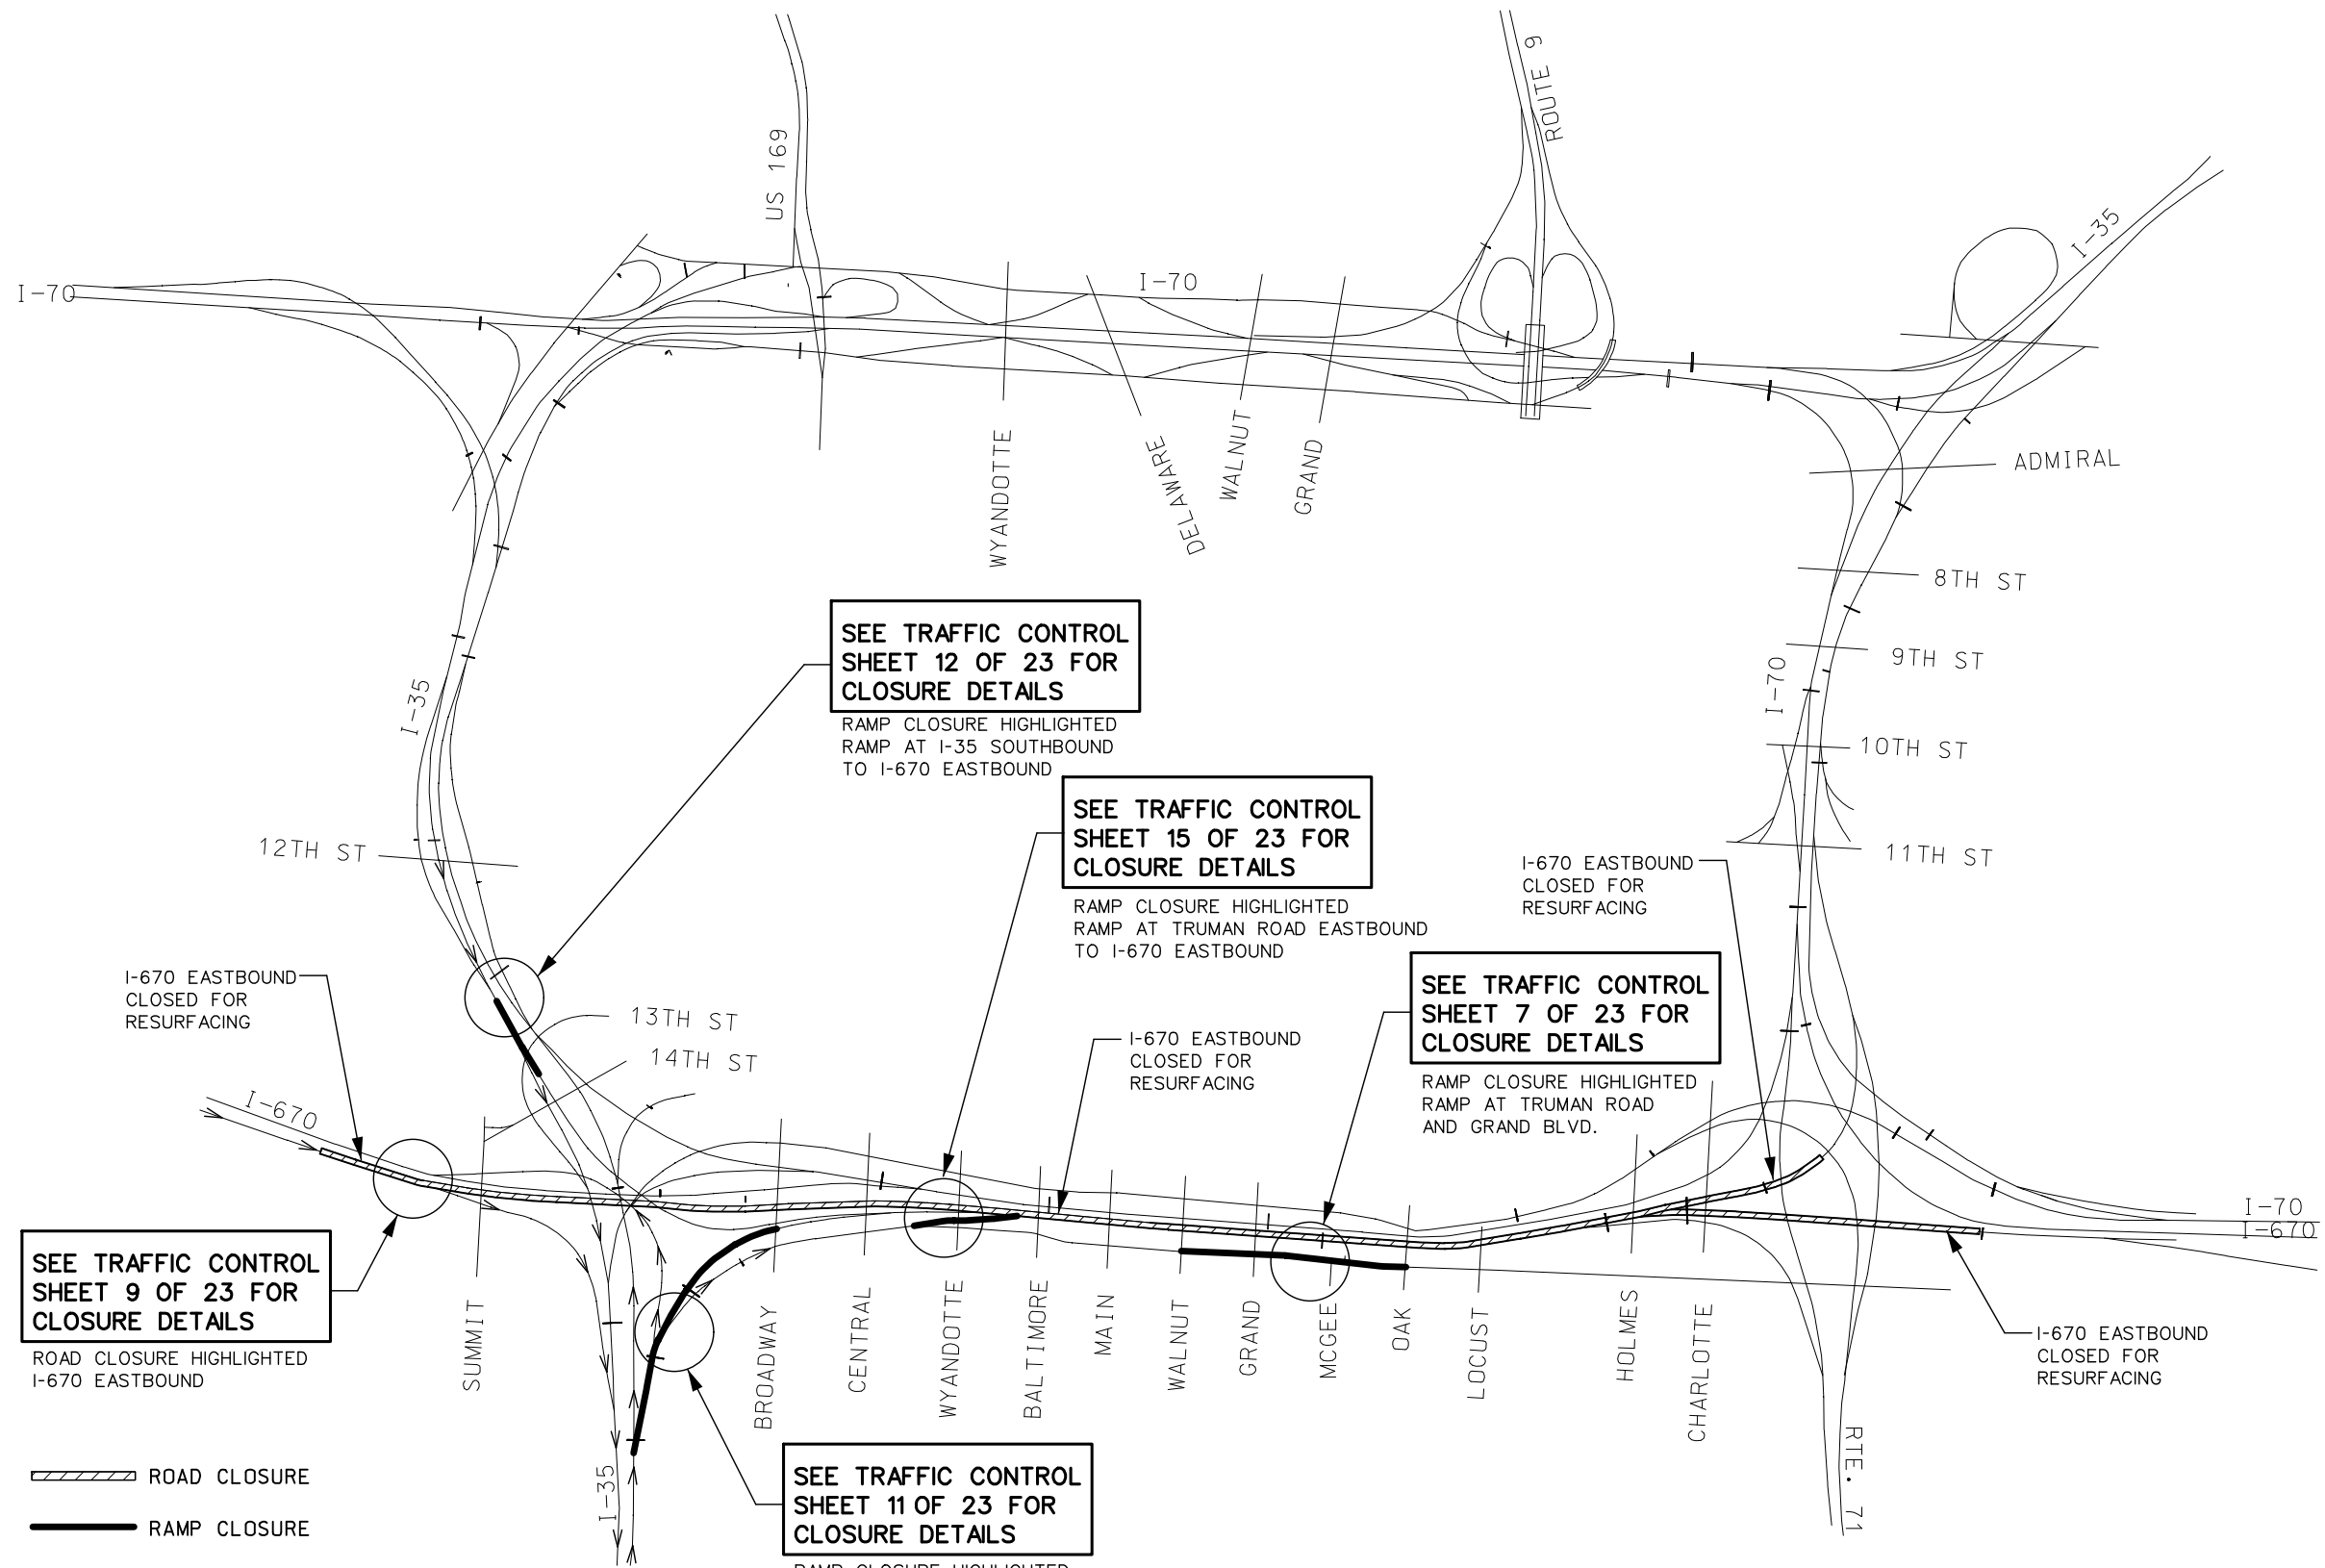 ROUTE 9
US 169
I-35
I-70
I-70
WYANDOTTE
DELAWARE
WALNUT
GRAND
ADMIRAL
8TH ST
9TH ST
I-70
10TH ST
11TH ST
SEE TRAFFIC CONTROL
SHEET 12 OF 23 FOR
CLOSURE DETAILS
RAMP CLOSURE HIGHLIGHTED
RAMP AT I-35 SOUTHBOUND
TO I-670 EASTBOUND
I-35
12TH ST
SEE TRAFFIC CONTROL
SHEET 15 OF 23 FOR
CLOSURE DETAILS
RAMP CLOSURE HIGHLIGHTED
RAMP AT TRUMAN ROAD EASTBOUND
TO I-670 EASTBOUND
I-670 EASTBOUND
CLOSED FOR
RESURFACING
I-670 EASTBOUND
CLOSED FOR
RESURFACING
13TH ST
14TH ST
I-670 EASTBOUND
CLOSED FOR
RESURFACING
SEE TRAFFIC CONTROL
SHEET 7 OF 23 FOR
CLOSURE DETAILS
RAMP CLOSURE HIGHLIGHTED
RAMP AT TRUMAN ROAD
AND GRAND BLVD.
I-670
I-70
I-670
SEE TRAFFIC CONTROL
SHEET 9 OF 23 FOR
CLOSURE DETAILS
ROAD CLOSURE HIGHLIGHTED
I-670 EASTBOUND
SUMMIT
BROADWAY
CENTRAL
WYANDOTTE
BALTIMORE
MAIN
WALNUT
GRAND
MCGEE
OAK
LOCUST
HOLMES
CHARLOTTE
I-670 EASTBOUND
CLOSED FOR
RESURFACING
RTE. 71
I-35
ROAD CLOSURE
RAMP CLOSURE
SEE TRAFFIC CONTROL
SHEET 11 OF 23 FOR
CLOSURE DETAILS
RAMP CLOSURE HIGHLIGHTED